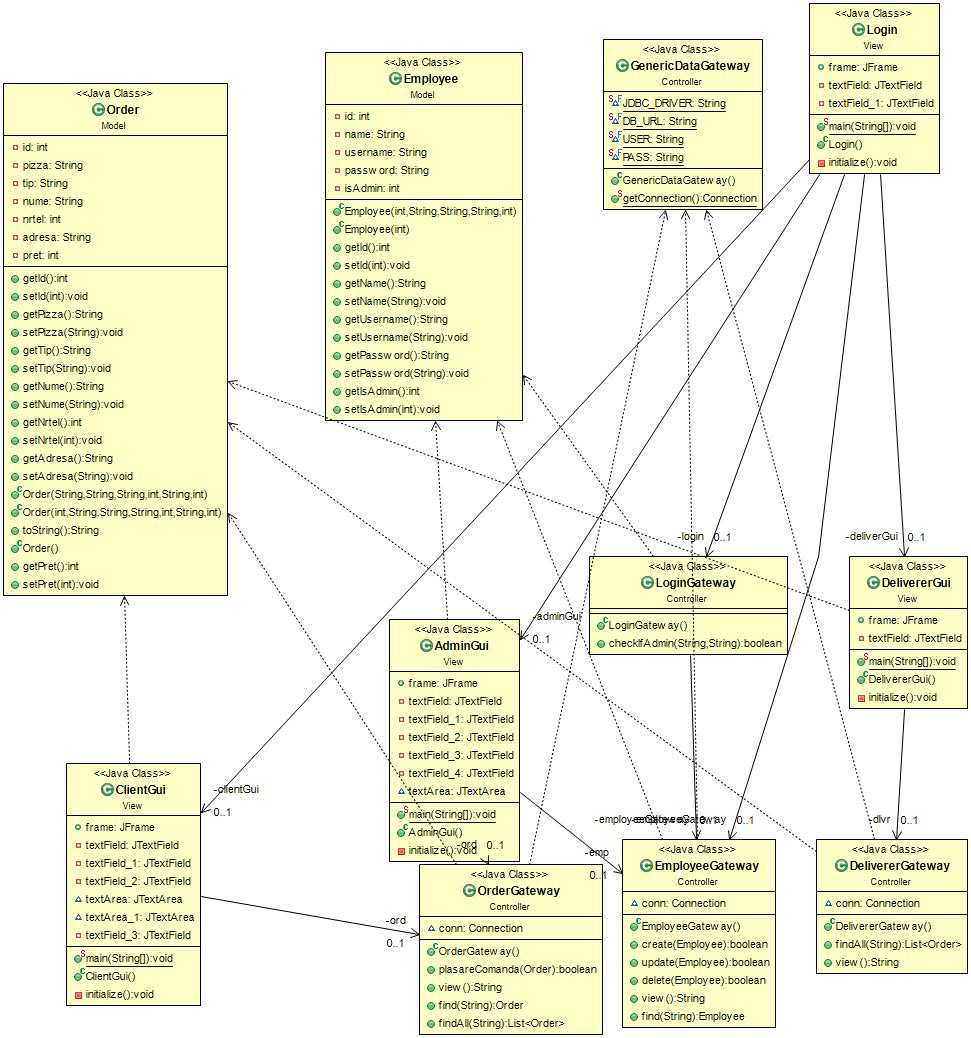 <<Java Class>>
Login
View
frame: JFrame
textField: JTextField
textField_1: JTextField
main(String[]):void
Login()
initialize():void
<<Java Class>>
GenericDataGateway
Controller
JDBC_DRIVER: String
DB_URL: String
USER: String
PASS: String
GenericDataGateway()
getConnection():Connection
<<Java Class>>
Employee
Model
id: int
name: String
username: String
password: String
isAdmin: int
Employee(int,String,String,String,int)
Employee(int)
getId():int
setId(int):void
getName():String
setName(String):void
getUsername():String
setUsername(String):void
getPassword():String
setPassword(String):void
getIsAdmin():int
setIsAdmin(int):void
<<Java Class>>
Order
Model
id: int
pizza: String
tip: String
nume: String
nrtel: int
adresa: String
pret: int
getId():int
setId(int):void
getPizza():String
setPizza(String):void
getTip():String
setTip(String):void
getNume():String
setNume(String):void
getNrtel():int
setNrtel(int):void
getAdresa():String
setAdresa(String):void
Order(String,String,String,int,String,int)
Order(int,String,String,String,int,String,int)
toString():String
Order()
getPret():int
setPret(int):void
-login 0..1
-deliverGui 0..1
<<Java Class>>
LoginGateway
Controller
LoginGateway()
checkIfAdmin(String,String):boolean
<<Java Class>>
DelivererGui
View
frame: JFrame
textField: JTextField
main(String[]):void
DelivererGui()
initialize():void
-adminGui
0..1
<<Java Class>>
AdminGui
View
frame: JFrame
textField: JTextField
textField_1: JTextField
textField_2: JTextField
textField_3: JTextField
textField_4: JTextField
textArea: JTextArea
main(String[]):void
AdminGui()
initialize():void
-ord 0..1
-clientGui
0..1
<<Java Class>>
ClientGui
View
frame: JFrame
textField: JTextField
textField_1: JTextField
textField_2: JTextField
textArea: JTextArea
textArea_1: JTextArea
textField_3: JTextField
main(String[]):void
ClientGui()
initialize():void
-ord
0..1
-emp
0..1
0..1
-dlvr 0..1
<<Java Class>>
OrderGateway
Controller
conn: Connection
OrderGateway()
plasareComanda(Order):boolean
view():String
find(String):Order
findAll(String):List<Order>
<<Java Class>>
EmployeeGateway
Controller
conn: Connection
EmployeeGateway()
create(Employee):boolean
update(Employee):boolean
delete(Employee):boolean
view():String
find(String):Employee
<<Java Class>>
DelivererGateway
Controller
conn: Connection
DelivererGateway()
findAll(String):List<Order>
view():String